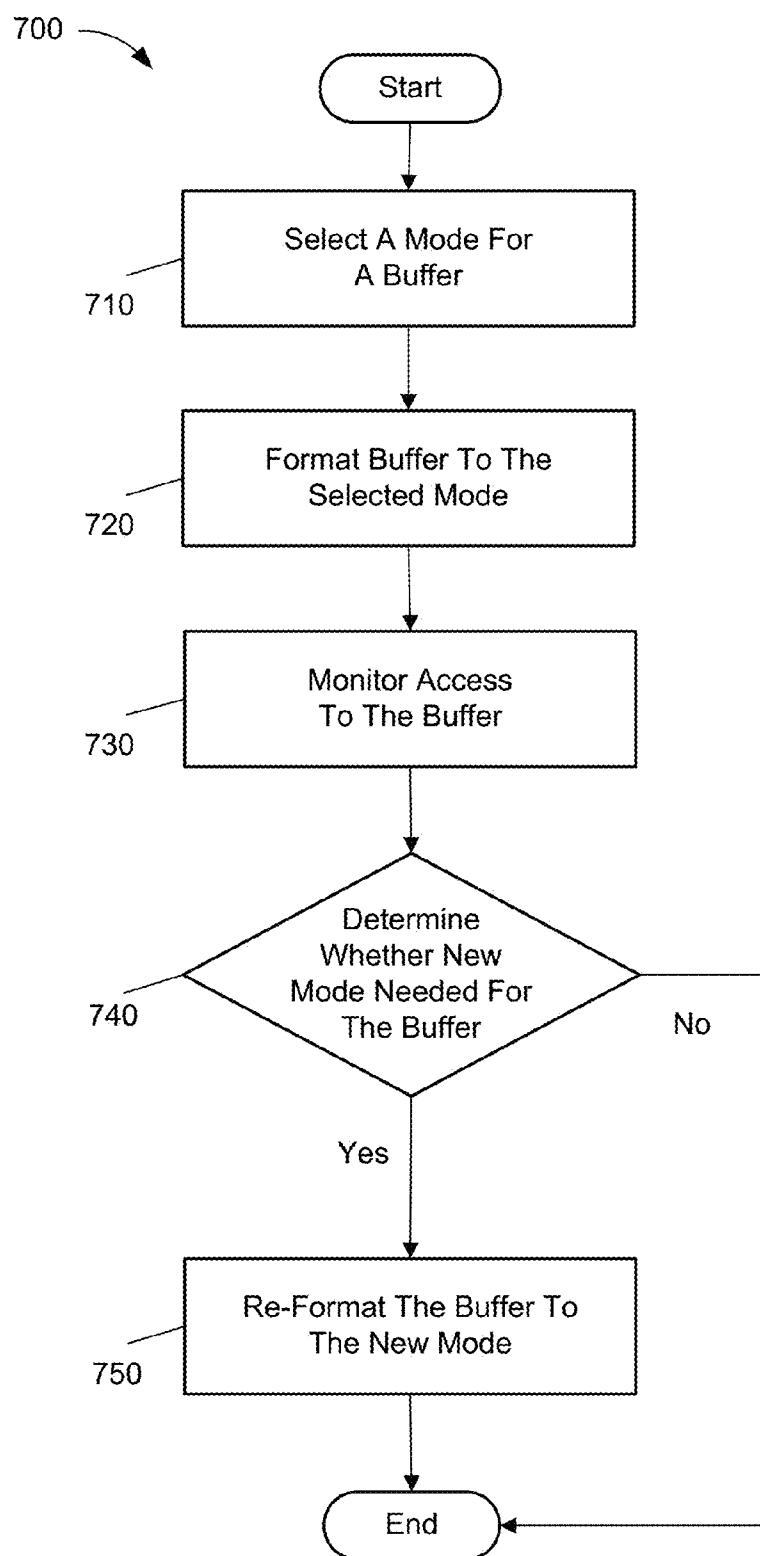 700
Start
Select A Mode For
A Buffer
710
Format Buffer To The
Selected Mode
720
Monitor Access
To The Buffer
730
Determine
Whether New
Mode Needed For
The Buffer
740
No
Yes
Re-Format The Buffer To
The New Mode
750
End